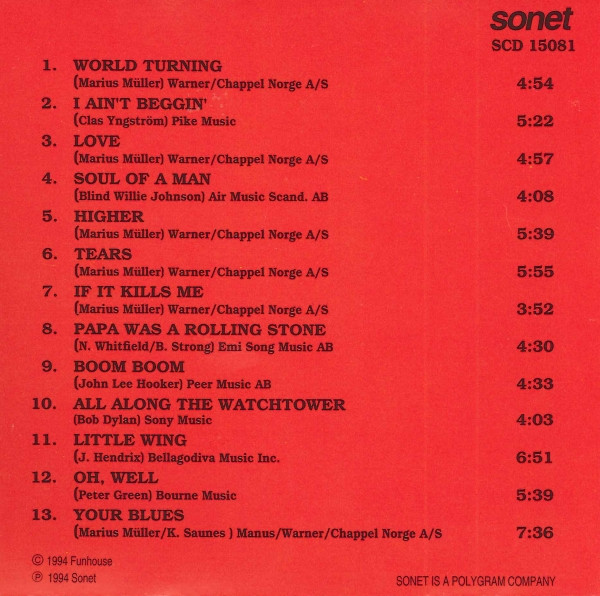 sonet
SCD 15081
1. WORLD TURNING
(Marius Müller) Warner/Chappel Norge A/S 4:54
2. I AIN'T BEGGIN'
(Clas Yngström) Pike Music 5:22
3. LOVE
(Marius Müller) Warner/Chappel Norge A/S 4:57
4. SOUL OF A MAN
(Blind Willie Johnson) Air Music Scand. AB 4:08
5. HIGHER
(Marius Müller) Warner/Chappel Norge A/S 5:39
6. TEARS
(Marius Müller) Warner/Chappel Norge A/S 5:55
7. IF IT KILLS ME
(Marius Müller) Warner/Chappel Norge A/S 3:52
8. PAPA WAS A ROLLING STONE
(N. Whitfield/B. Strong) Emi Song Music AB 4:30
9. BOOM BOOM
(John Lee Hooker) Peer Music AB 4:33
10. ALL ALONG THE WATCHTOWER
(Bob Dylan) Sony Music 4:03
11. LITTLE WING
(J. Hendrix) Bellagodiva Music Inc. 6:51
12. OH, WELL
(Peter Green) Bourne Music 5:39
13. YOUR BLUES
(Marius Müller/K. Saunes ) Manus/Warner/Chappel Norge A/S 7:36
© 1994 Funhouse
℗ 1994 Sonet
SONET IS A POLYGRAM COMPANY